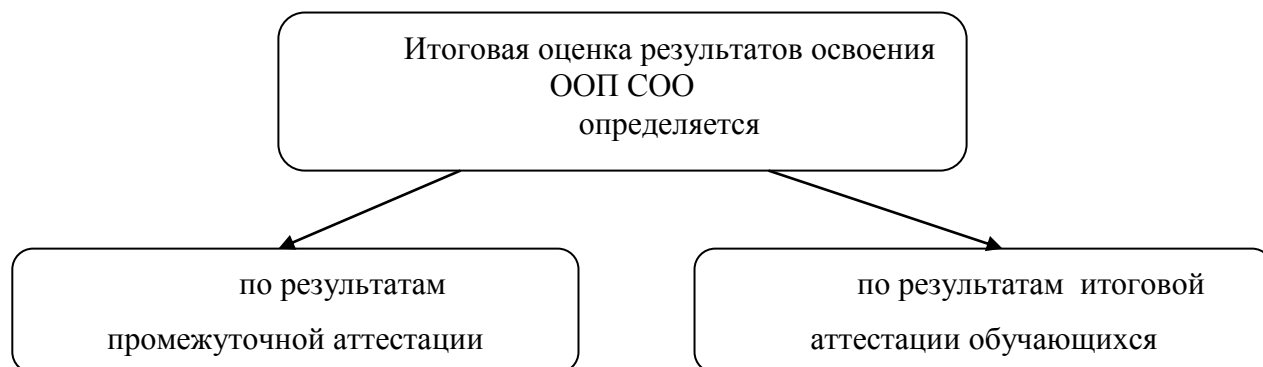 Итоговая оценка результатов освоения
ООП СОО
определяется
по результатам
промежуточной аттестации
по результатам итоговой
аттестации обучающихся